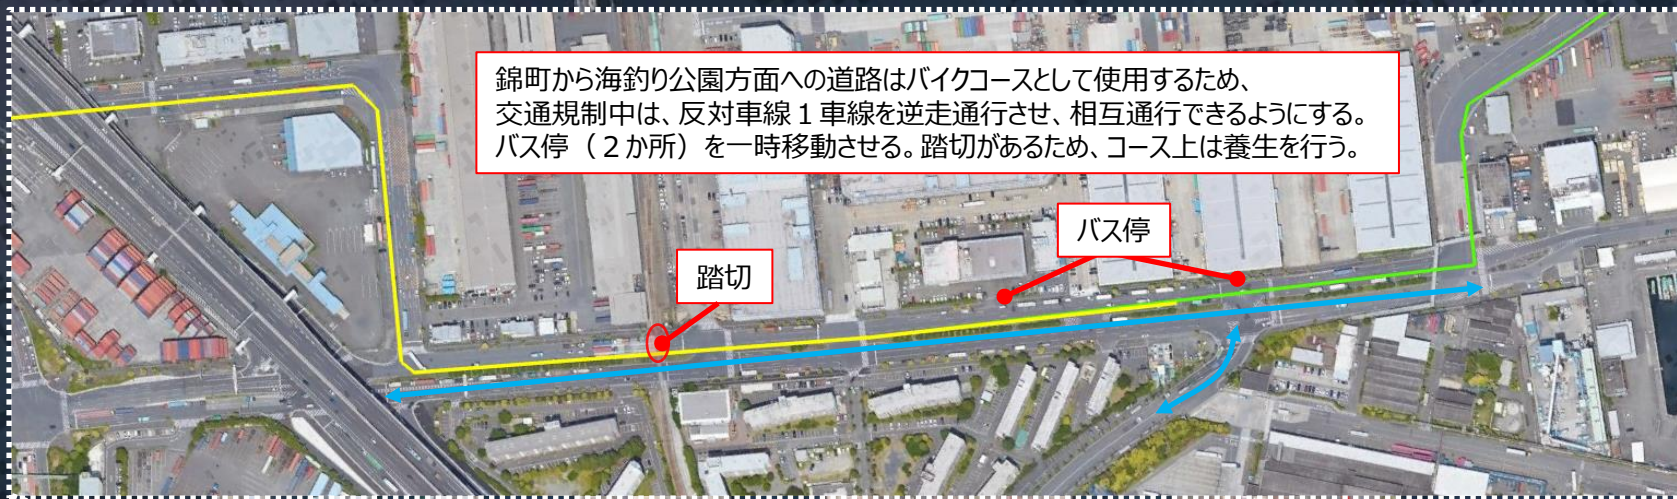 錦町から海釣り公園方面への道路はバイクコースとして使用するため、
交通規制中は、反対車線１車線を逆走通行させ、相互通行できるようにする。
バス停（２か所）を一時移動させる。踏切があるため、コース上は養生を行う。
バス停
踏切